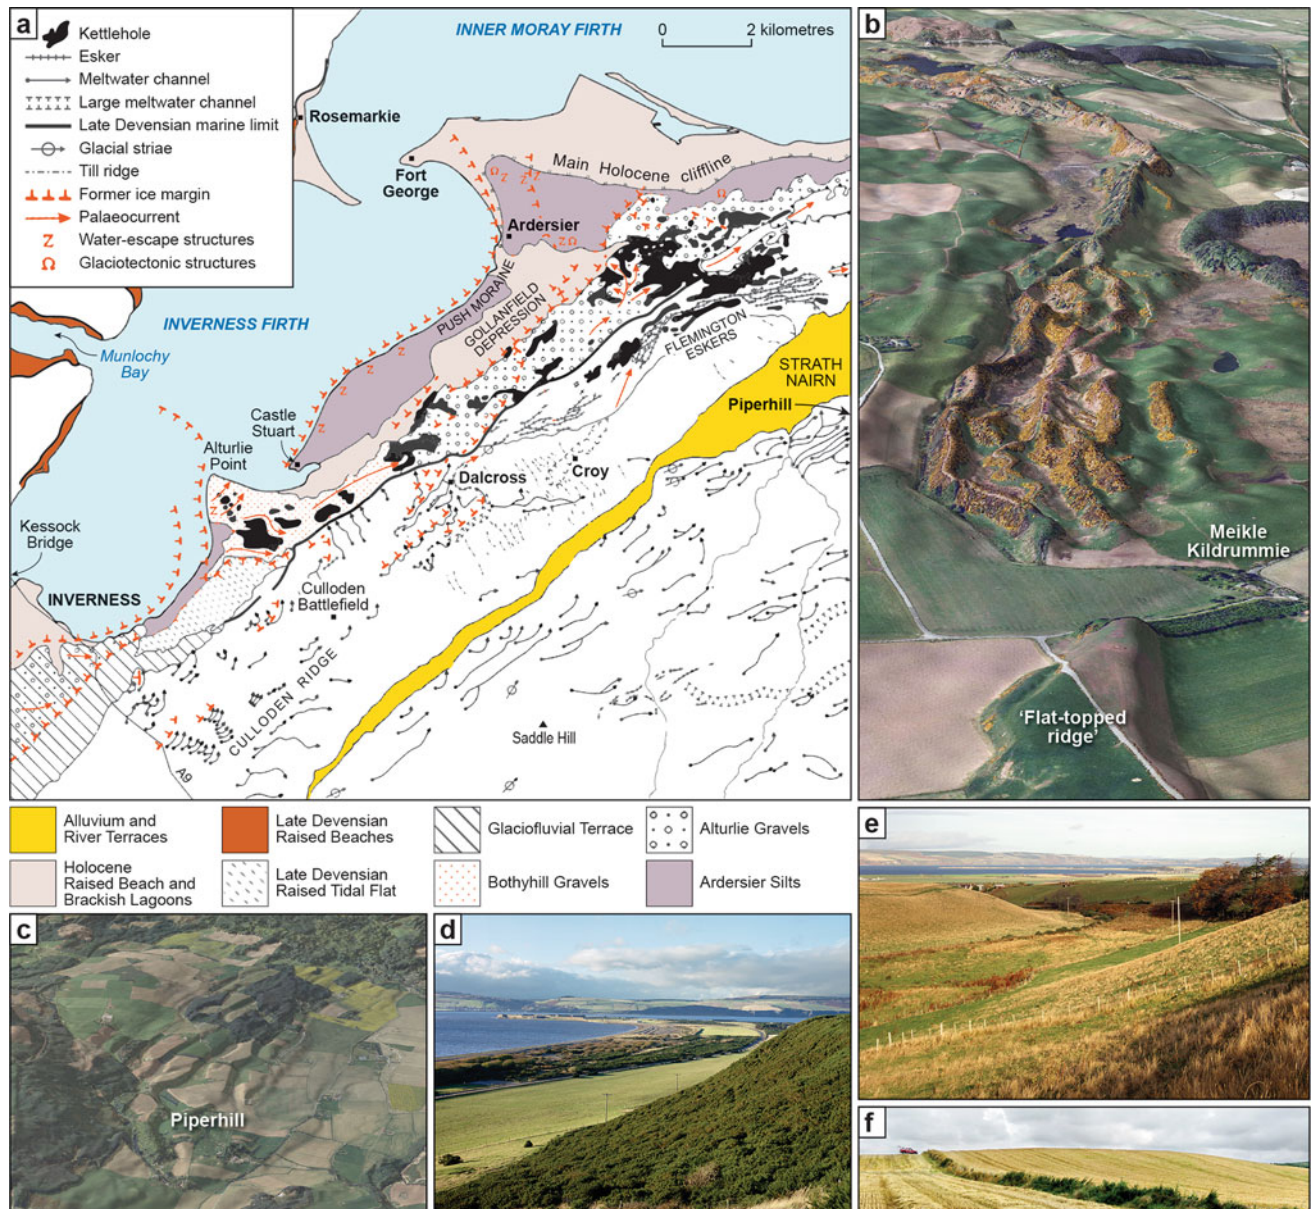 a
Kettlehole
Esker
Meltwater channel
Large meltwater channel
Late Devensian marine limit
Glacial striae
Till ridge
Former ice margin
Palaeocurrent
Water-escape structures
Glaciotectonic structures
INNER MORAY FIRTH
0 2 kilometres
Rosemarkie
Fort
George
Main Holocene cliffline
Ardersier
PUSH MORAINE
GOLLANFIELD
DEPRESSION
INVERNESS FIRTH
Munlochy
Bay
FLEMINGTON
ESKERS
STRATH
NAIRN
Piperhill
Castle
Stuart
Alturlie
Point
Dalcross
Croy
Kessock
Bridge
INVERNESS
Culloden
Battlefield
CULLODEN RIDGE
Saddle Hill
A9
b
Meikle
Kildrummie
'Flat-topped
ridge'
Alluvium and
River Terraces
Late Devensian
Raised Beaches
Glaciofluvial Terrace
Alturlie Gravels
Holocene
Raised Beach and
Brackish Lagoons
Late Devensian
Raised Tidal Flat
Bothyhill Gravels
Ardersier Silts
c
Piperhill
d
e
f